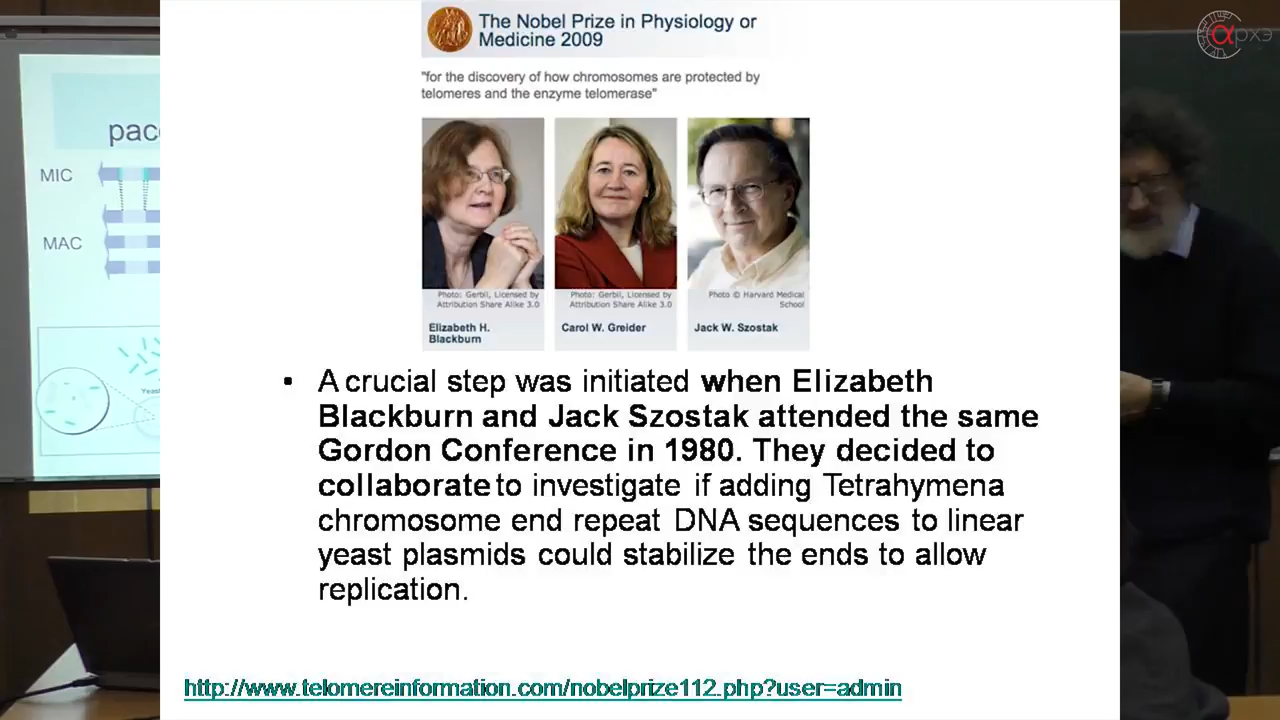 The Nobel Prize in Physiology or
Medicine 2009
"for the discovery of how chromosomes are protected by
telomeres and the enzyme telomerase"
Photo: Gerbil, Licensed by
Attribution Share Alike 3.0
Photo: Gerbil, Licensed by
Attribution Share Alike 3.0
Photo © Harvard Medical
School
Elizabeth H.
Blackburn
Carol W. Greider
Jack W. Szostak
• A crucial step was initiated when Elizabeth
Blackburn and Jack Szostak attended the same
Gordon Conference in 1980. They decided to
collaborate to investigate if adding Tetrahymena
chromosome end repeat DNA sequences to linear
yeast plasmids could stabilize the ends to allow
replication.
http://www.telomereinformation.com/nobelprize112.php?user=admin
MIC
MAC
αрхэ